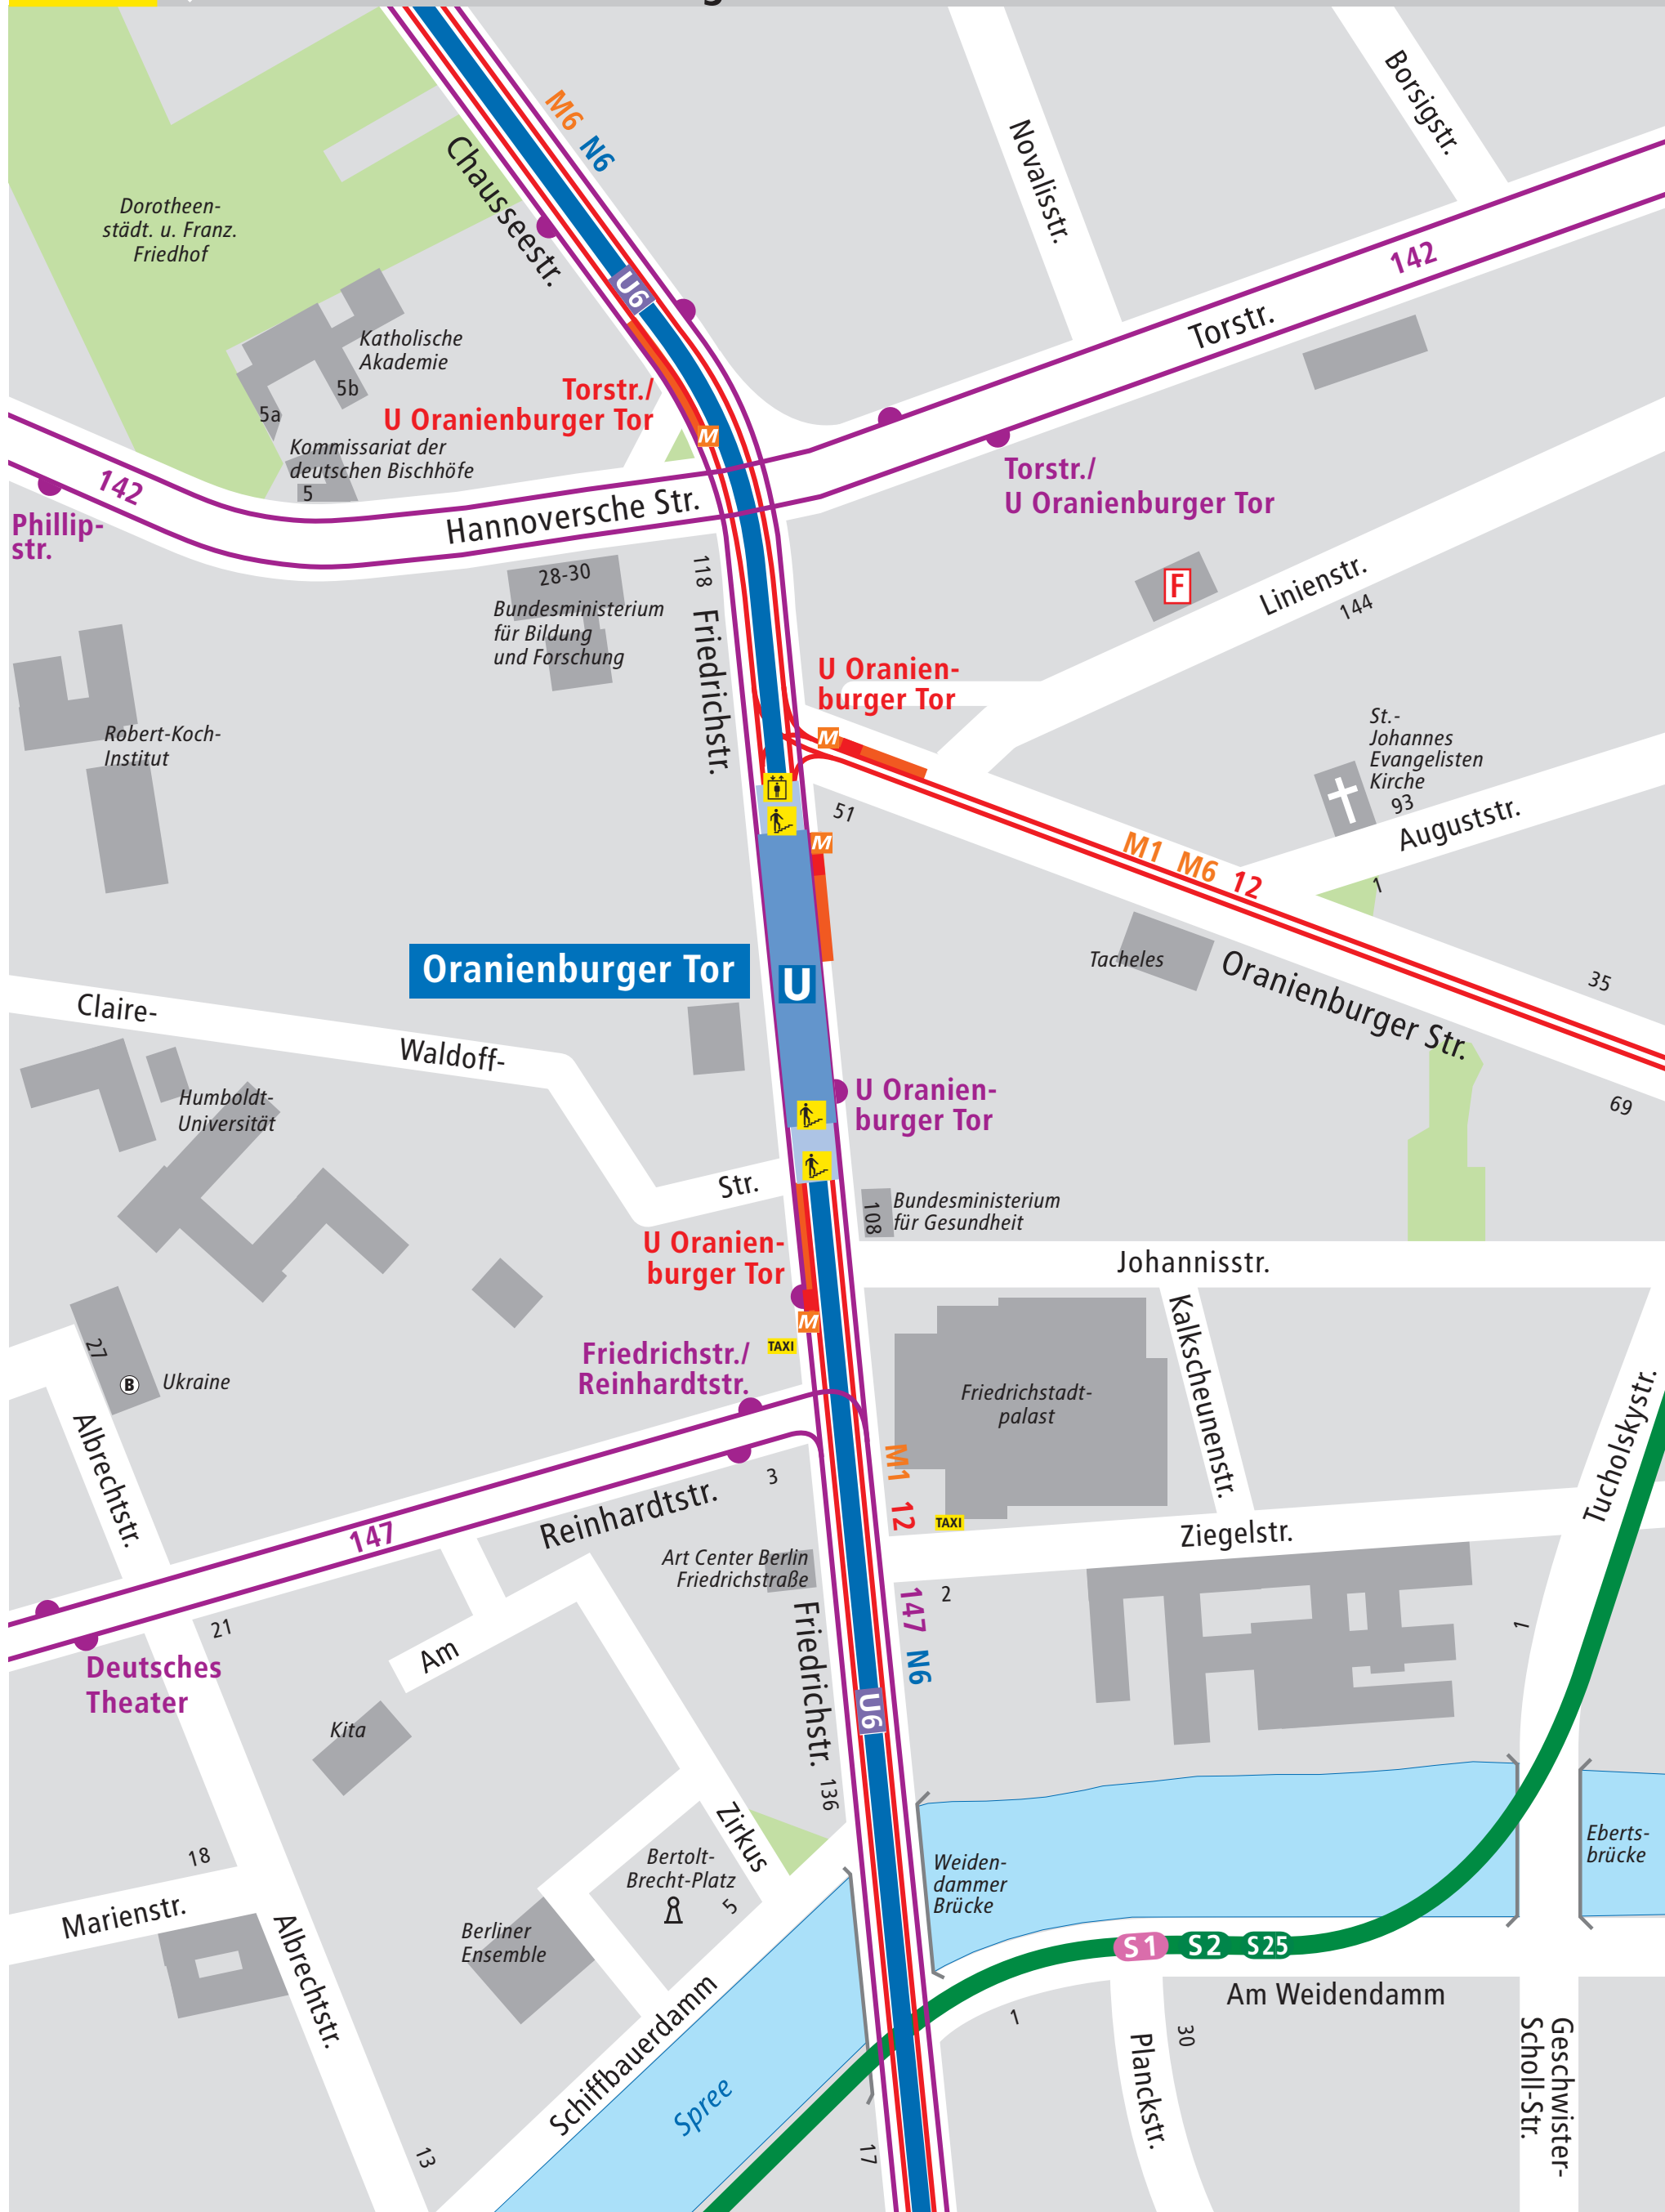 M6 N6
Borsigstr.
Novalisstr.
Chausseestr.
Dorotheen-
städt. u. Franz.
Friedhof
142
U6
Torstr.
Katholische
Akademie
5b
5a
Torstr./
U Oranienburger Tor
M
Kommissariat der
deutschen Bischhöfe
5
142
Phillip-
str.
Hannoversche Str.
Torstr./
U Oranienburger Tor
118
28-30
Bundesministerium
für Bildung
und Forschung
F
Linienstr.
144
Friedrichstr.
U Oranien-
burger Tor
M
Robert-Koch-
Institut
St.-
Johannes
Evangelisten
Kirche
93
Auguststr.
51
M
M1 M6 12
1
Tacheles
Oranienburger Str.
35
69
Oranienburger Tor
U
Claire-
Waldoff-
Str.
Humboldt-
Universität
U Oranien-
burger Tor
108
Bundesministerium
für Gesundheit
U Oranien-
burger Tor
M
TAXI
Johannisstr.
Kalkscheunenstr.
27
B
Ukraine
Friedrichstr./
Reinhardtstr.
Friedrichstadt-
palast
Tucholskystr.
Albrechtstr.
3
M1 12
TAXI
Ziegelstr.
147
Reinhardtstr.
Art Center Berlin
Friedrichstraße
2
147 N6
1
21
Am
Friedrichstr.
Deutsches
Theater
U6
Kita
136
Zirkus
18
Bertolt-
Brecht-Platz
5
Weiden-
dammer
Brücke
Eberts-
brücke
Marienstr.
Albrechtstr.
Berliner
Ensemble
S1 S2 S25
Am Weidendamm
1
30
Planckstr.
Geschwister-
Scholl-Str.
Schiffbauerdamm
Spree
13
17